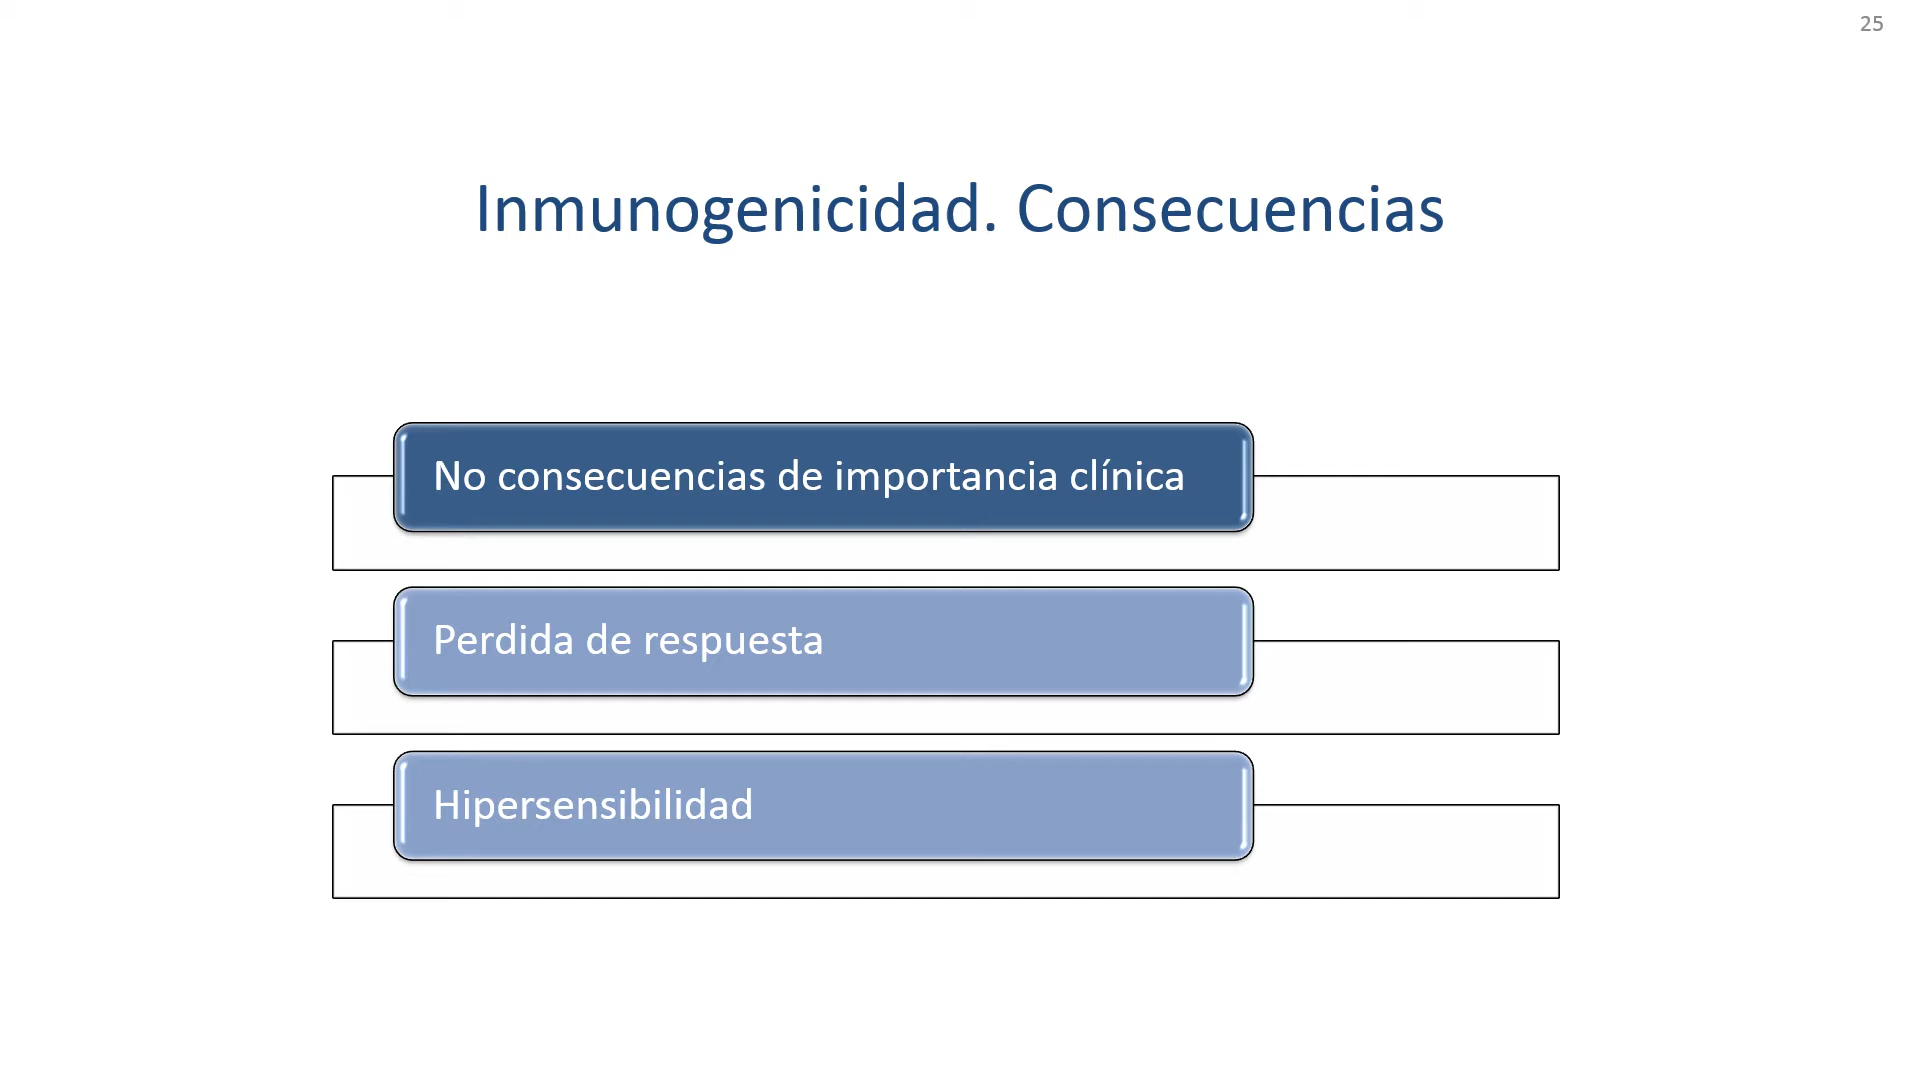 25
Inmunogenicidad. Consecuencias
No consecuencias de importancia clínica
Perdida de respuesta
Hipersensibilidad